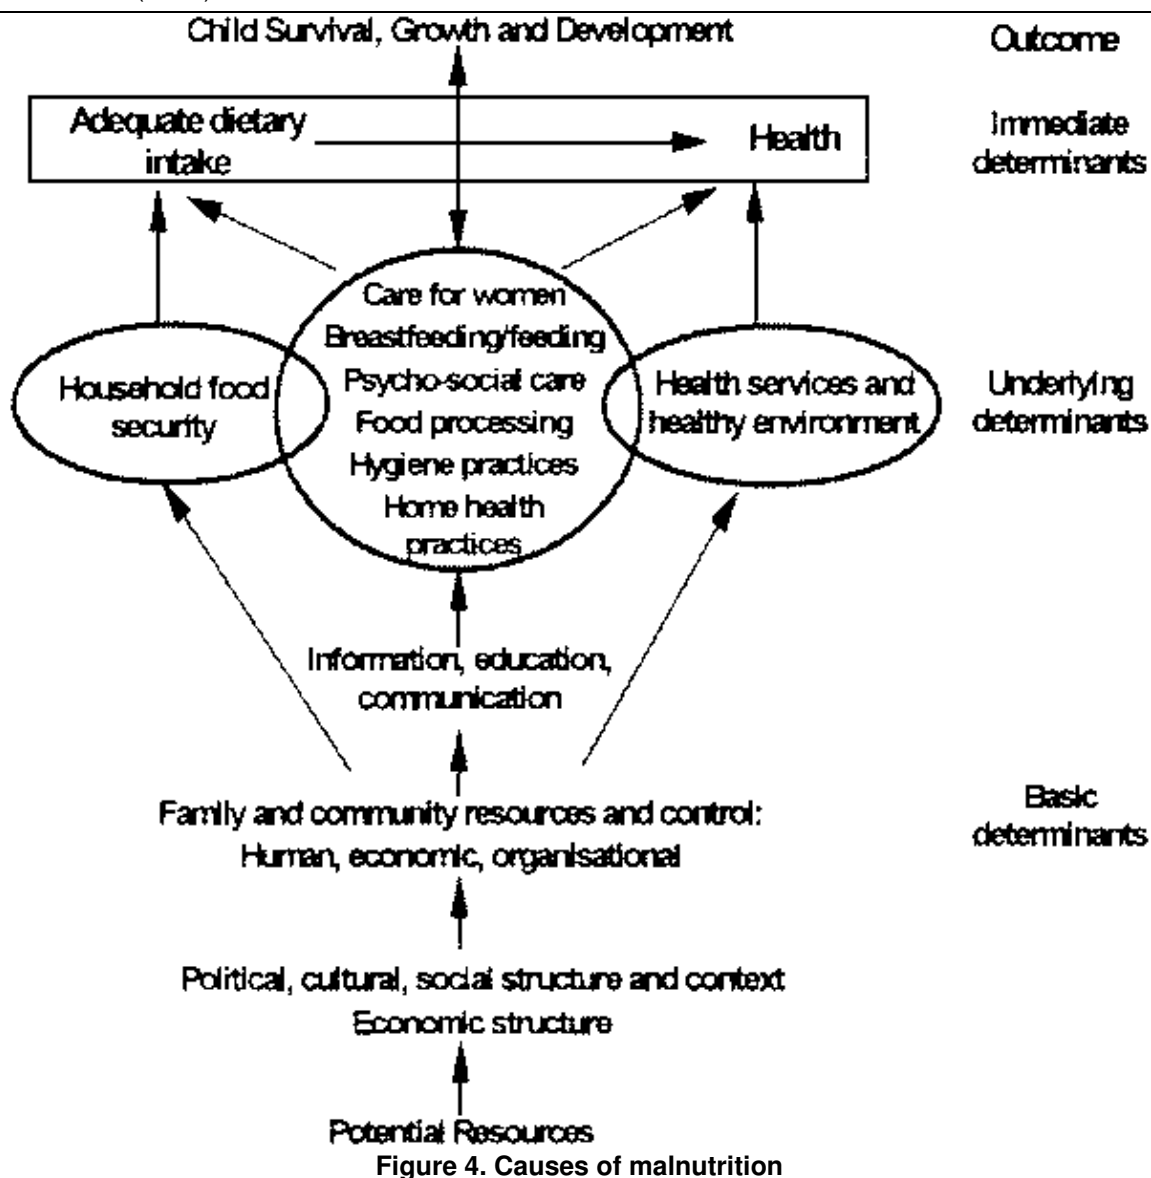 Child Survival, Growth and Development
Outcome
Adequate dietary
intake
Health
Immediate
determinants
Care for women
Breastfeeding/feeding
Psycho-social care
Food processing
Hygiene practices
Home health
practices
Household food
security
Health services and
healthy environment
Underlying
determinants
Information, education,
communication
Family and community resources and control:
Human, economic, organisational
Basic
determinants
Political, cultural, social structure and context
Economic structure
Potential Resources
Figure 4. Causes of malnutrition